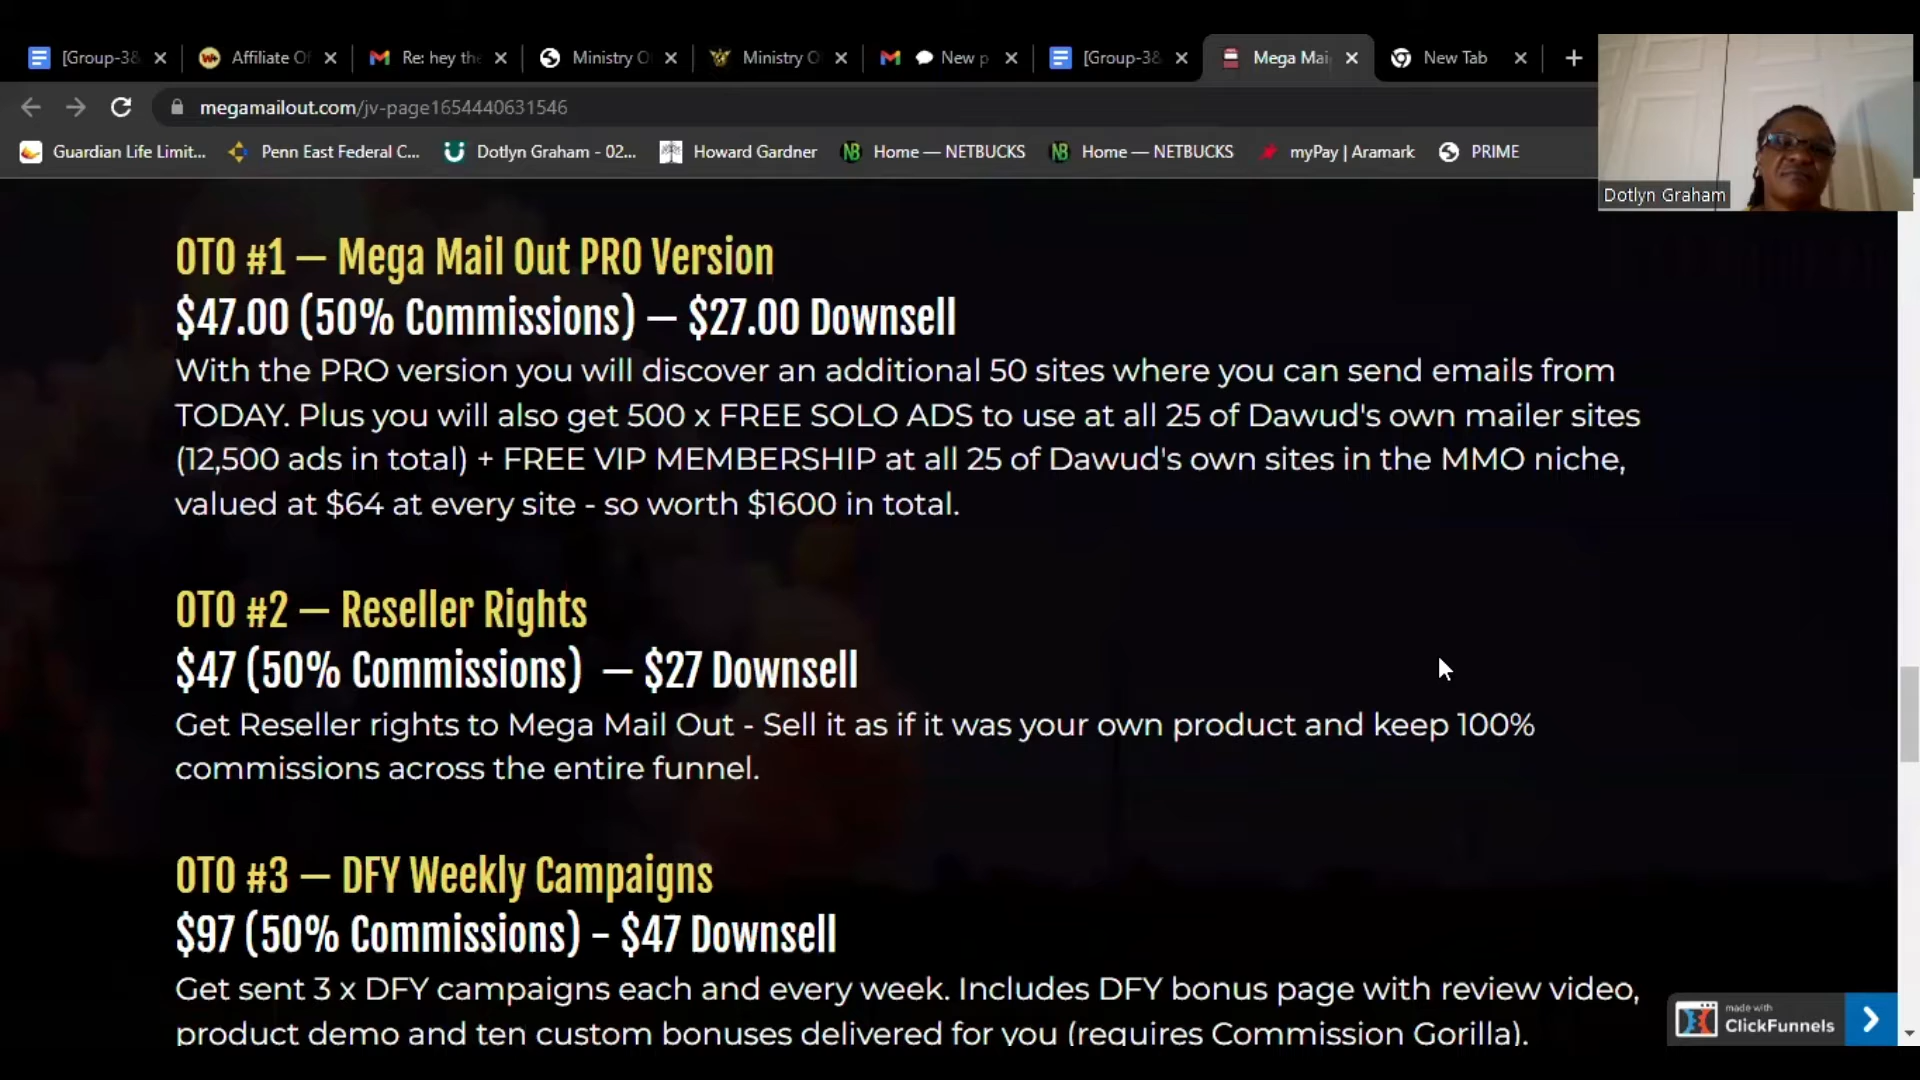 [Group-3&
Affiliate Of
Re: hey the
Ministry O
Ministry O
New p
[Group-3&
Mega Mai
New Tab
megamailout.com/jv-page1654440631546
Guardian Life Limit...
Penn East Federal C...
Dotlyn Graham - 02...
Howard Gardner
NB
Home — NETBUCKS
NB
Home — NETBUCKS
myPay | Aramark
PRIME
Dotlyn Graham
OTO #1 — Mega Mail Out PRO Version
$47.00 (50% Commissions) — $27.00 Downsell
With the PRO version you will discover an additional 50 sites where you can send emails from
TODAY. Plus you will also get 500 x FREE SOLO ADS to use at all 25 of Dawud's own mailer sites
(12,500 ads in total) + FREE VIP MEMBERSHIP at all 25 of Dawud's own sites in the MMO niche,
valued at $64 at every site - so worth $1600 in total.
OTO #2 — Reseller Rights
$47 (50% Commissions) — $27 Downsell
Get Reseller rights to Mega Mail Out - Sell it as if it was your own product and keep 100%
commissions across the entire funnel.
OTO #3 — DFY Weekly Campaigns
$97 (50% Commissions) - $47 Downsell
Get sent 3 x DFY campaigns each and every week. Includes DFY bonus page with review video,
product demo and ten custom bonuses delivered for you (requires Commission Gorilla).
made with
ClickFunnels